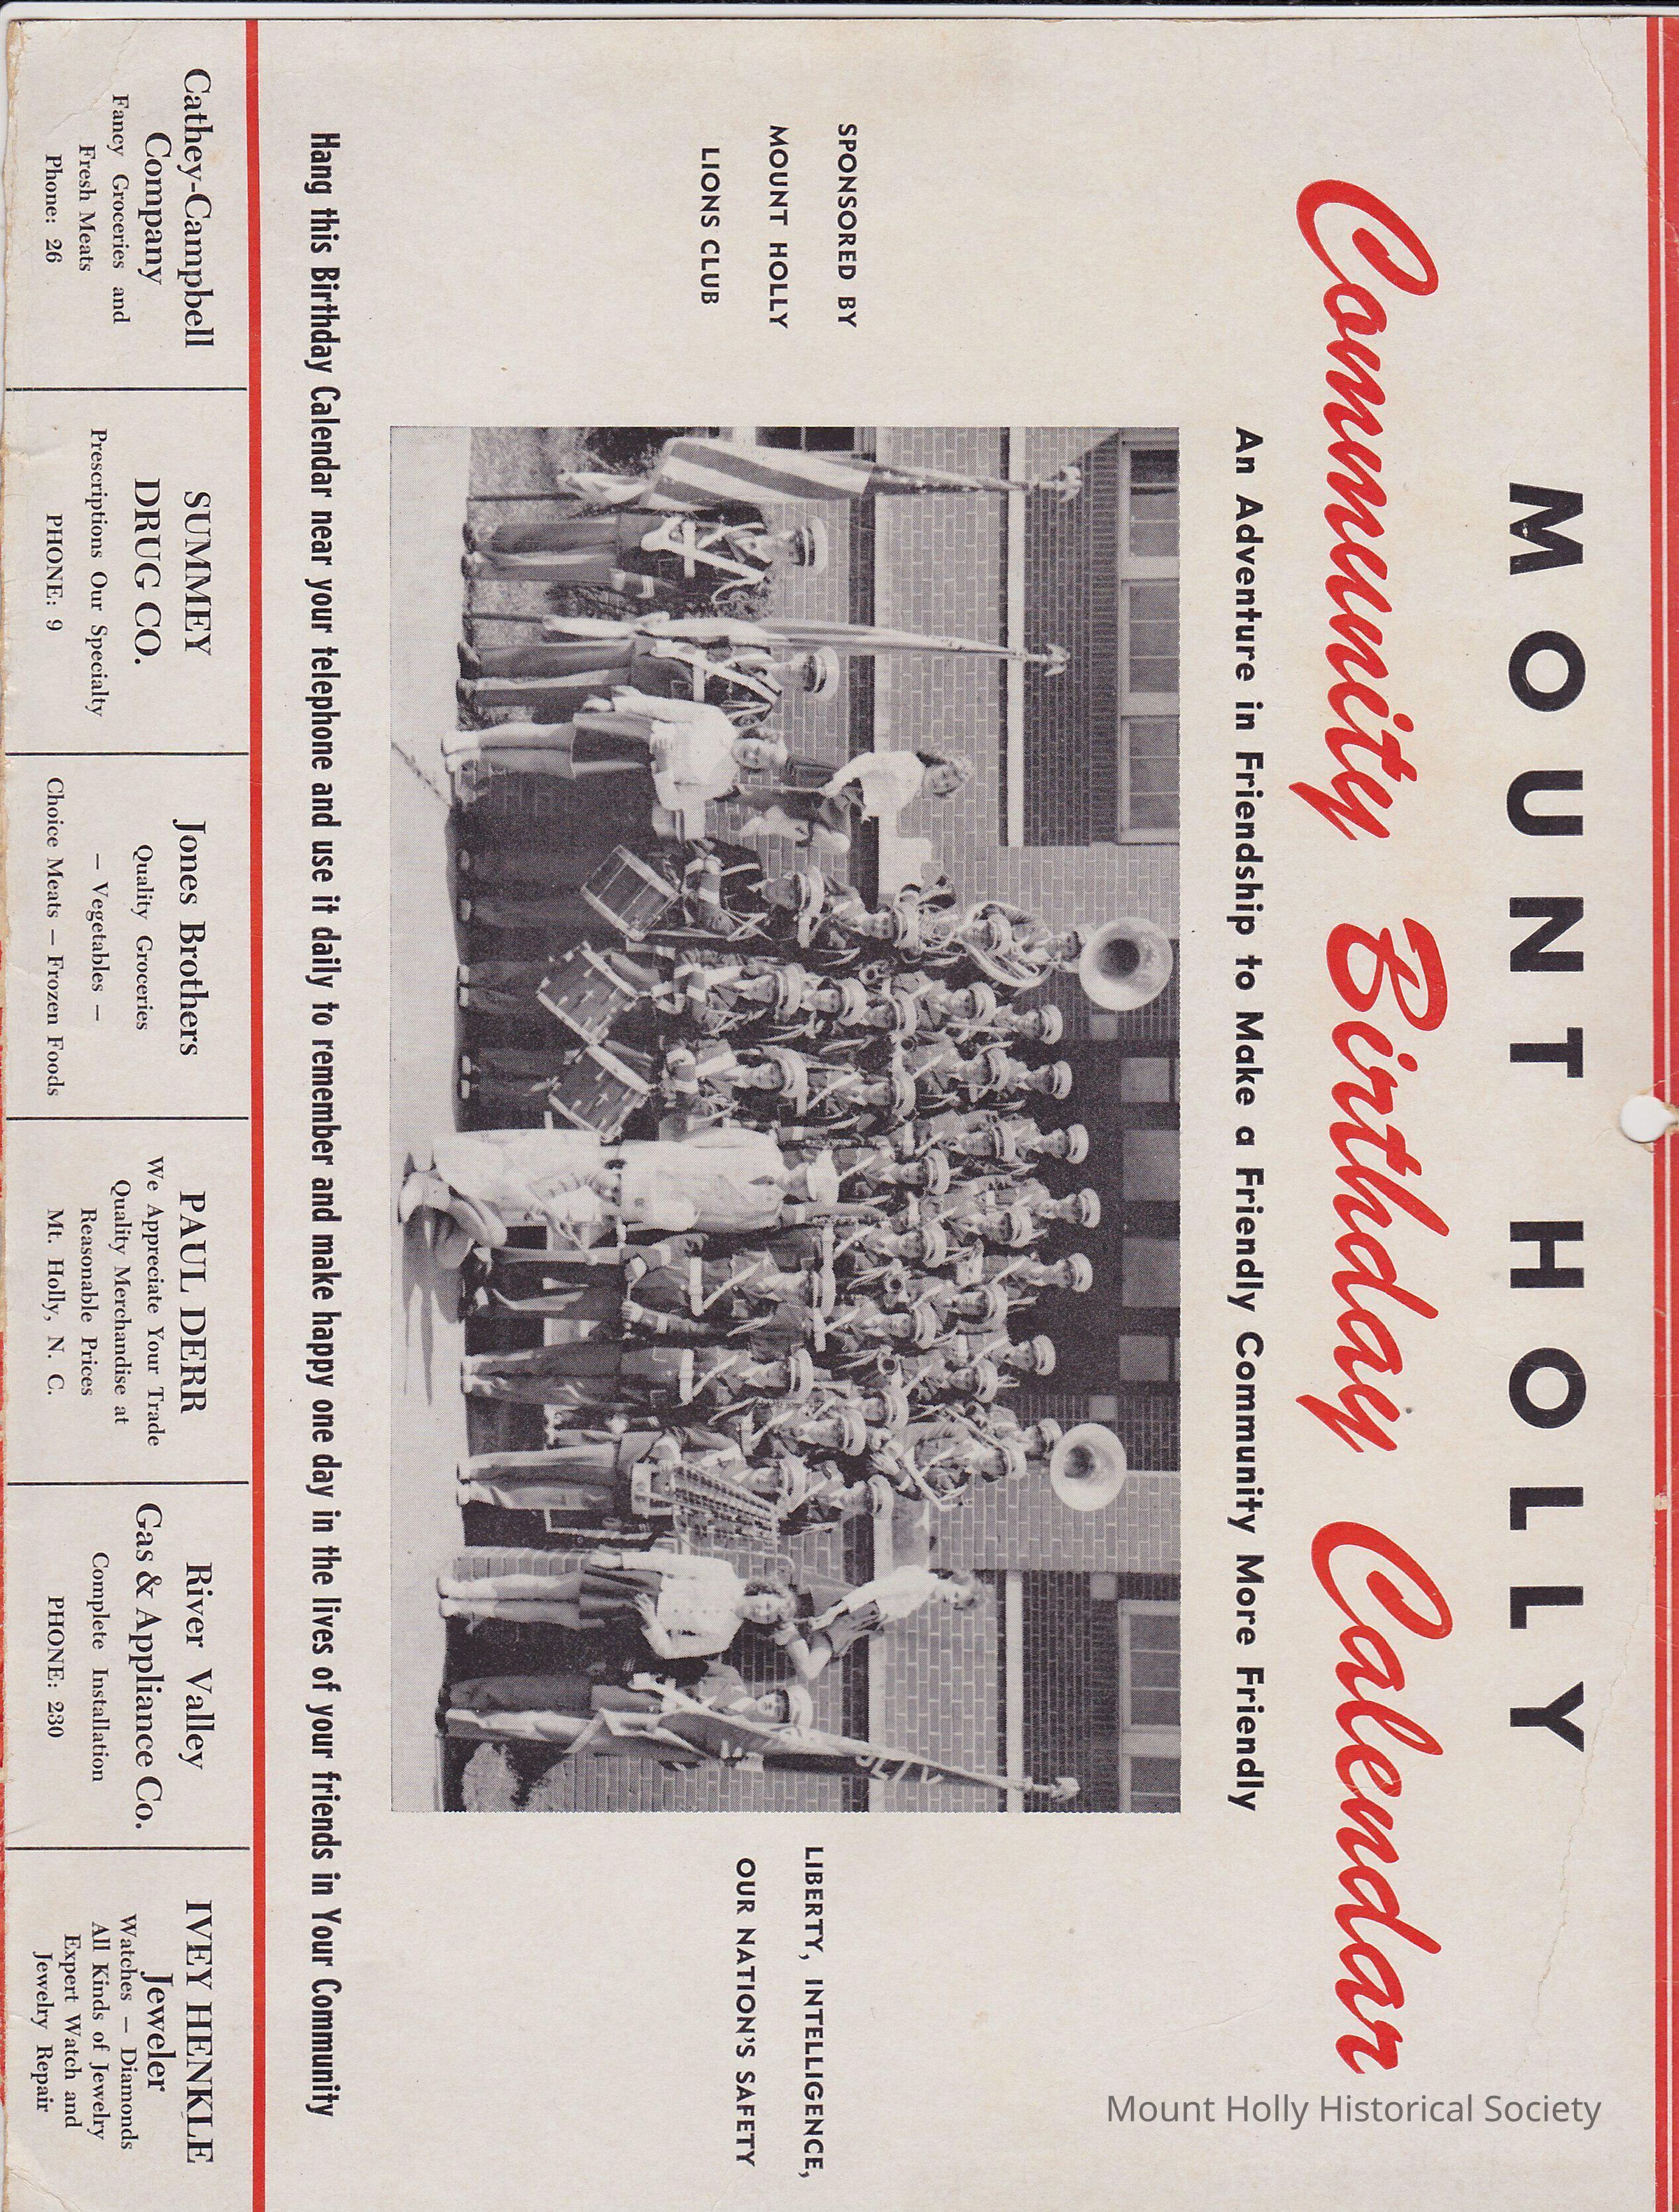 MOUNT HOLLY
Community Birthday Calendar
An Adventure in Friendship to Make a Friendly Community More Friendly
SPONSORED BY
MOUNT HOLLY
LIONS CLUB
LIBERTY, INTELLIGENCE,
OUR NATION'S SAFETY
Hang this Birthday Calendar near your telephone and use it daily to remember and make happy one day in the lives of your friends in Your Community
Cathey-Campbell
Company
Fancy Groceries and
Fresh Meats
Phone: 26
SUMMEY
DRUG CO.
Prescriptions Our Specialty
PHONE: 9
Jones Brothers
Quality Groceries
— Vegetables —
Choice Meats — Frozen Foods
PAUL DERR
We Appreciate Your Trade
Quality Merchandise at
Reasonable Prices
Mt. Holly, N. C.
River Valley
Gas & Appliance Co.
Complete Installation
PHONE: 230
IVEY HENKLE
Jeweler
Watches — Diamonds
All Kinds of Jewelry
Expert Watch and
Jewelry Repair
Mount Holly Historical Society